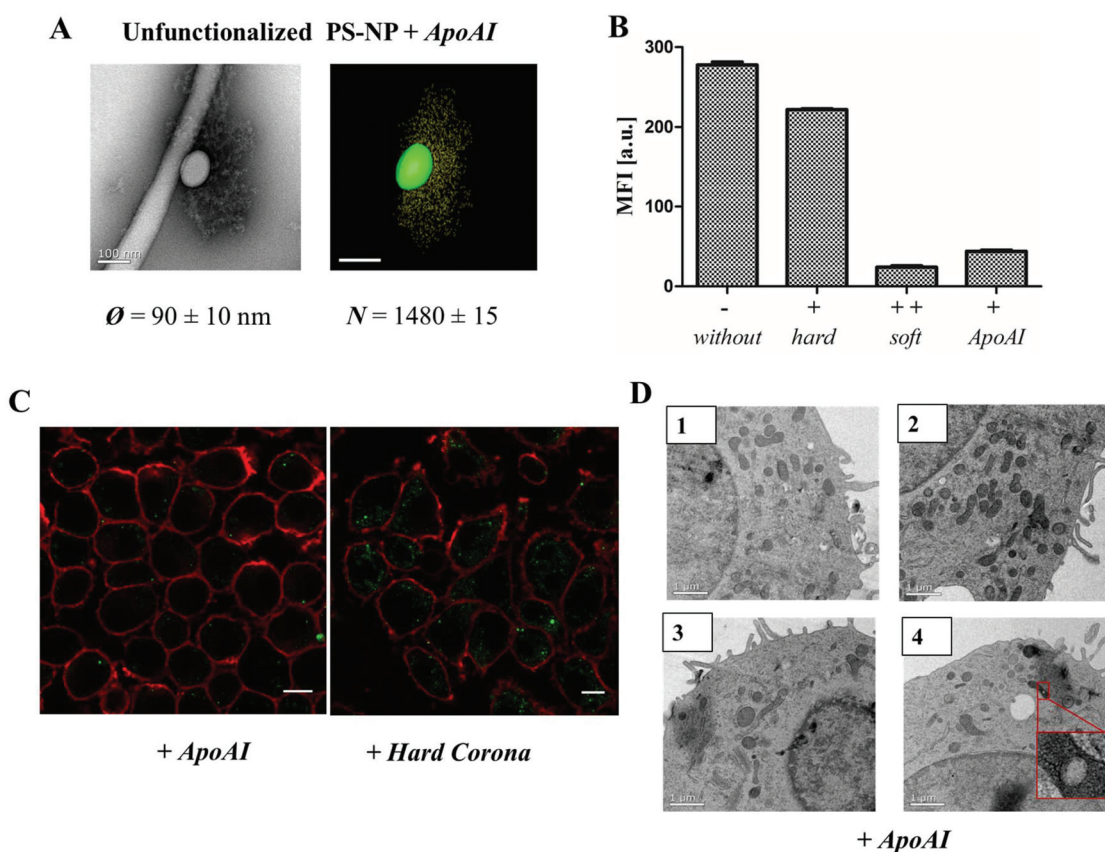 A
Unfunctionalized PS-NP + ApoAI
100 nm
Ø = 90 ± 10 nm
N = 1480 ± 15
B
MFI [a.u.]
300
200
100
0
- + ++ +
without hard soft ApoAI
C
+ ApoAI
+ Hard Corona
D
1
1 µm
2
1 µm
3
1 µm
4
1 µm
+ ApoAI